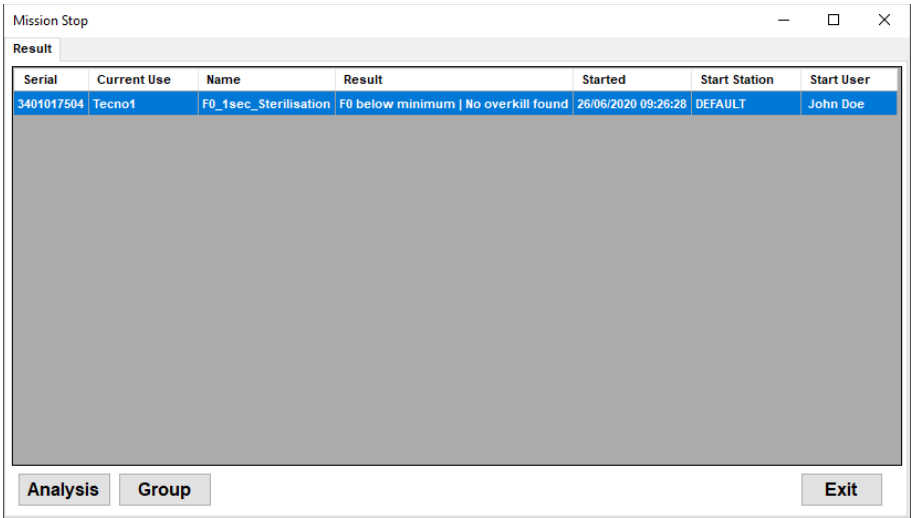 Mission Stop
Result
Serial Current Use Name Result Started Start Station Start User
3401017504 Tecno1 F0_1sec_Sterilisation F0 below minimum | No overkill found 26/06/2020 09:26:28 DEFAULT John Doe
Analysis Group Exit